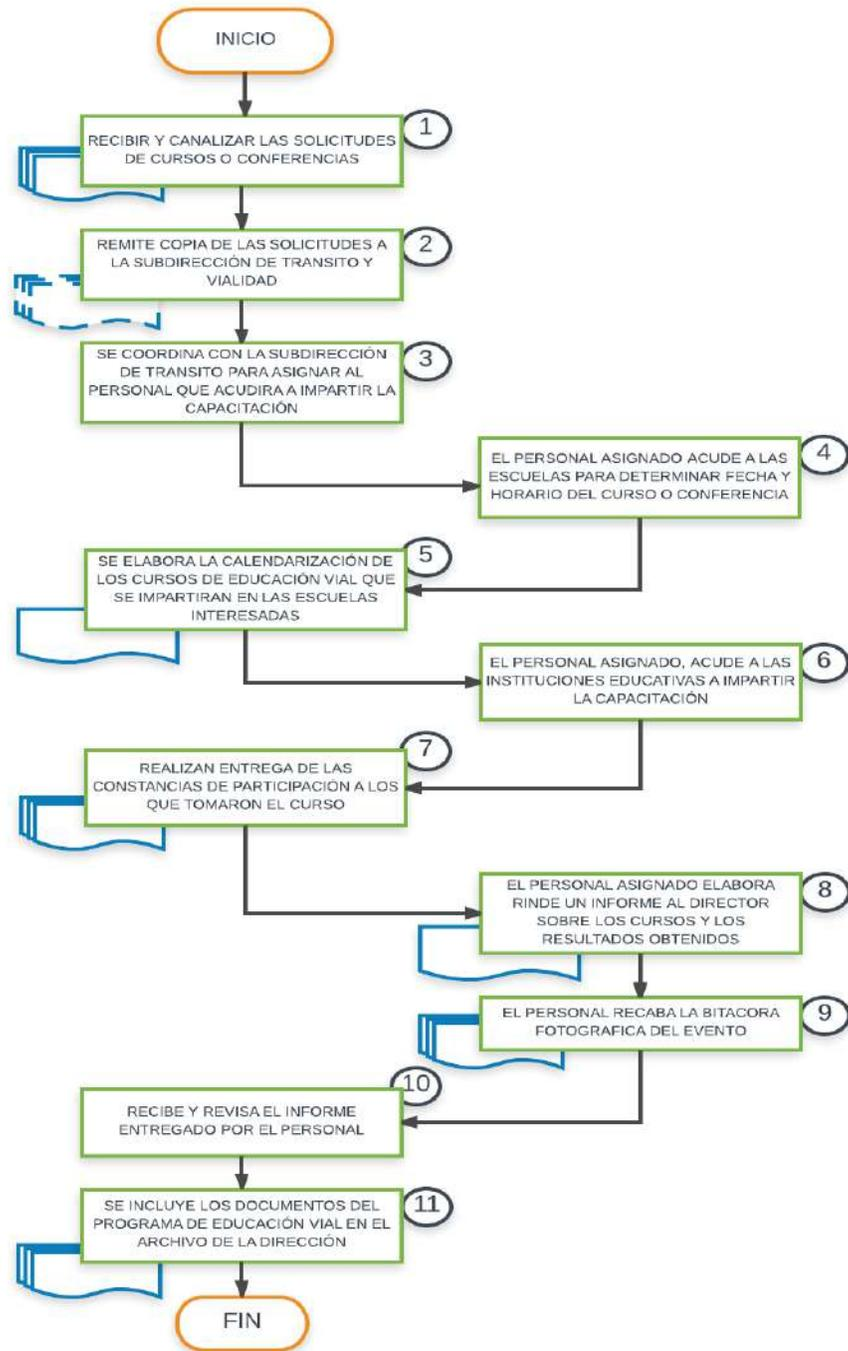 INICIO
1
RECIBIR Y CANALIZAR LAS SOLICITUDES
DE CURSOS O CONFERENCIAS
2
REMITE COPIA DE LAS SOLICITUDES A
LA SUBDIRECCIÓN DE TRANSITO Y
VIALIDAD
3
SE COORDINA CON LA SUBDIRECCIÓN
DE TRANSITO PARA ASIGNAR AL
PERSONAL QUE ACUDIRA A IMPARTIR LA
CAPACITACIÓN
4
EL PERSONAL ASIGNADO ACUDE A LAS
ESCUELAS PARA DETERMINAR FECHA Y
HORARIO DEL CURSO O CONFERENCIA
5
SE ELABORA LA CALENDARIZACIÓN DE
LOS CURSOS DE EDUCACIÓN VIAL QUE
SE IMPARTIRAN EN LAS ESCUELAS
INTERESADAS
6
EL PERSONAL ASIGNADO, ACUDE A LAS
INSTITUCIONES EDUCATIVAS A IMPARTIR
LA CAPACITACIÓN
7
REALIZAN ENTREGA DE LAS
CONSTANCIAS DE PARTICIPACIÓN A LOS
QUE TOMARON EL CURSO
8
EL PERSONAL ASIGNADO ELABORA
RINDE UN INFORME AL DIRECTOR
SOBRE LOS CURSOS Y LOS
RESULTADOS OBTENIDOS
9
EL PERSONAL RECABA LA BITACORA
FOTOGRAFICA DEL EVENTO
10
RECIBE Y REVISA EL INFORME
ENTREGADO POR EL PERSONAL
11
SE INCLUYE LOS DOCUMENTOS DEL
PROGRAMA DE EDUCACIÓN VIAL EN EL
ARCHIVO DE LA DIRECCIÓN
FIN